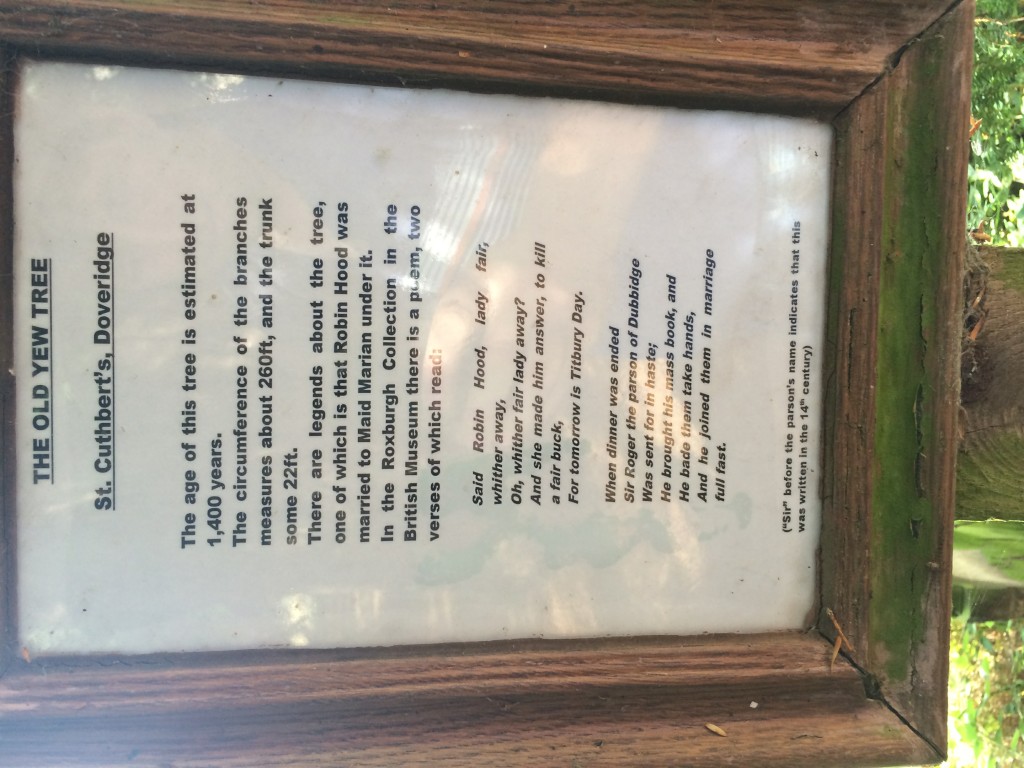 THE OLD YEW TREE
St. Cuthbert's, Doveridge
The age of this tree is estimated at
1,400 years.
The circumference of the branches
measures about 260ft, and the trunk
some 22ft.
There are legends about the tree,
one of which is that Robin Hood was
married to Maid Marian under it.
In the Roxburgh Collection in the
British Museum there is a poem, two
verses of which read:
Said Robin Hood, lady fair,
whither away,
Oh, whither fair lady away?
And she made him answer, to kill
a fair buck,
For tomorrow is Titbury Day.
When dinner was ended
Sir Roger the parson of Dubbidge
Was sent for in haste;
He brought his mass book, and
He bade them take hands,
And he joined them in marriage
full fast.
("Sir" before the parson's name indicates that this
was written in the 14th century)